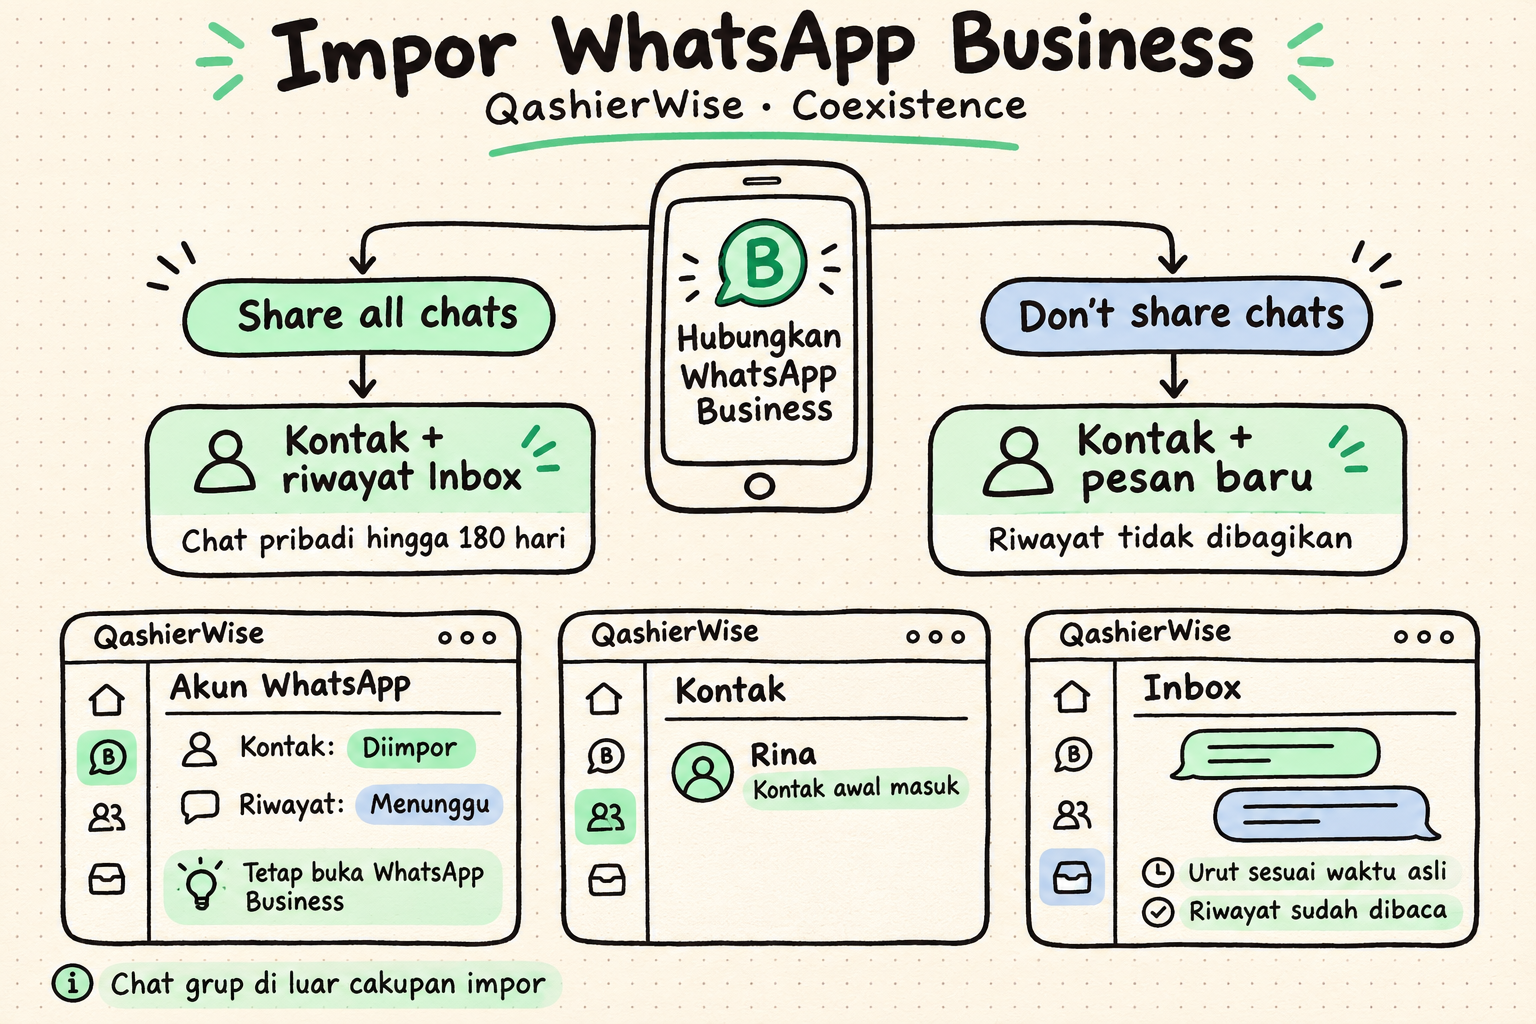 Impor WhatsApp Business
QashierWise · Coexistence
B
Hubungkan
WhatsApp
Business
Share all chats
Kontak +
riwayat Inbox
Chat pribadi hingga 180 hari
Don't share chats
Kontak +
pesan baru
Riwayat tidak dibagikan
QashierWise
Akun WhatsApp
B
Kontak: Diimpor
Riwayat: Menunggu
Tetap buka WhatsApp
Business
QashierWise
Kontak
B
Rina
Kontak awal masuk
QashierWise
Inbox
B
Urut sesuai waktu asli
Riwayat sudah dibaca
i Chat grup di luar cakupan impor